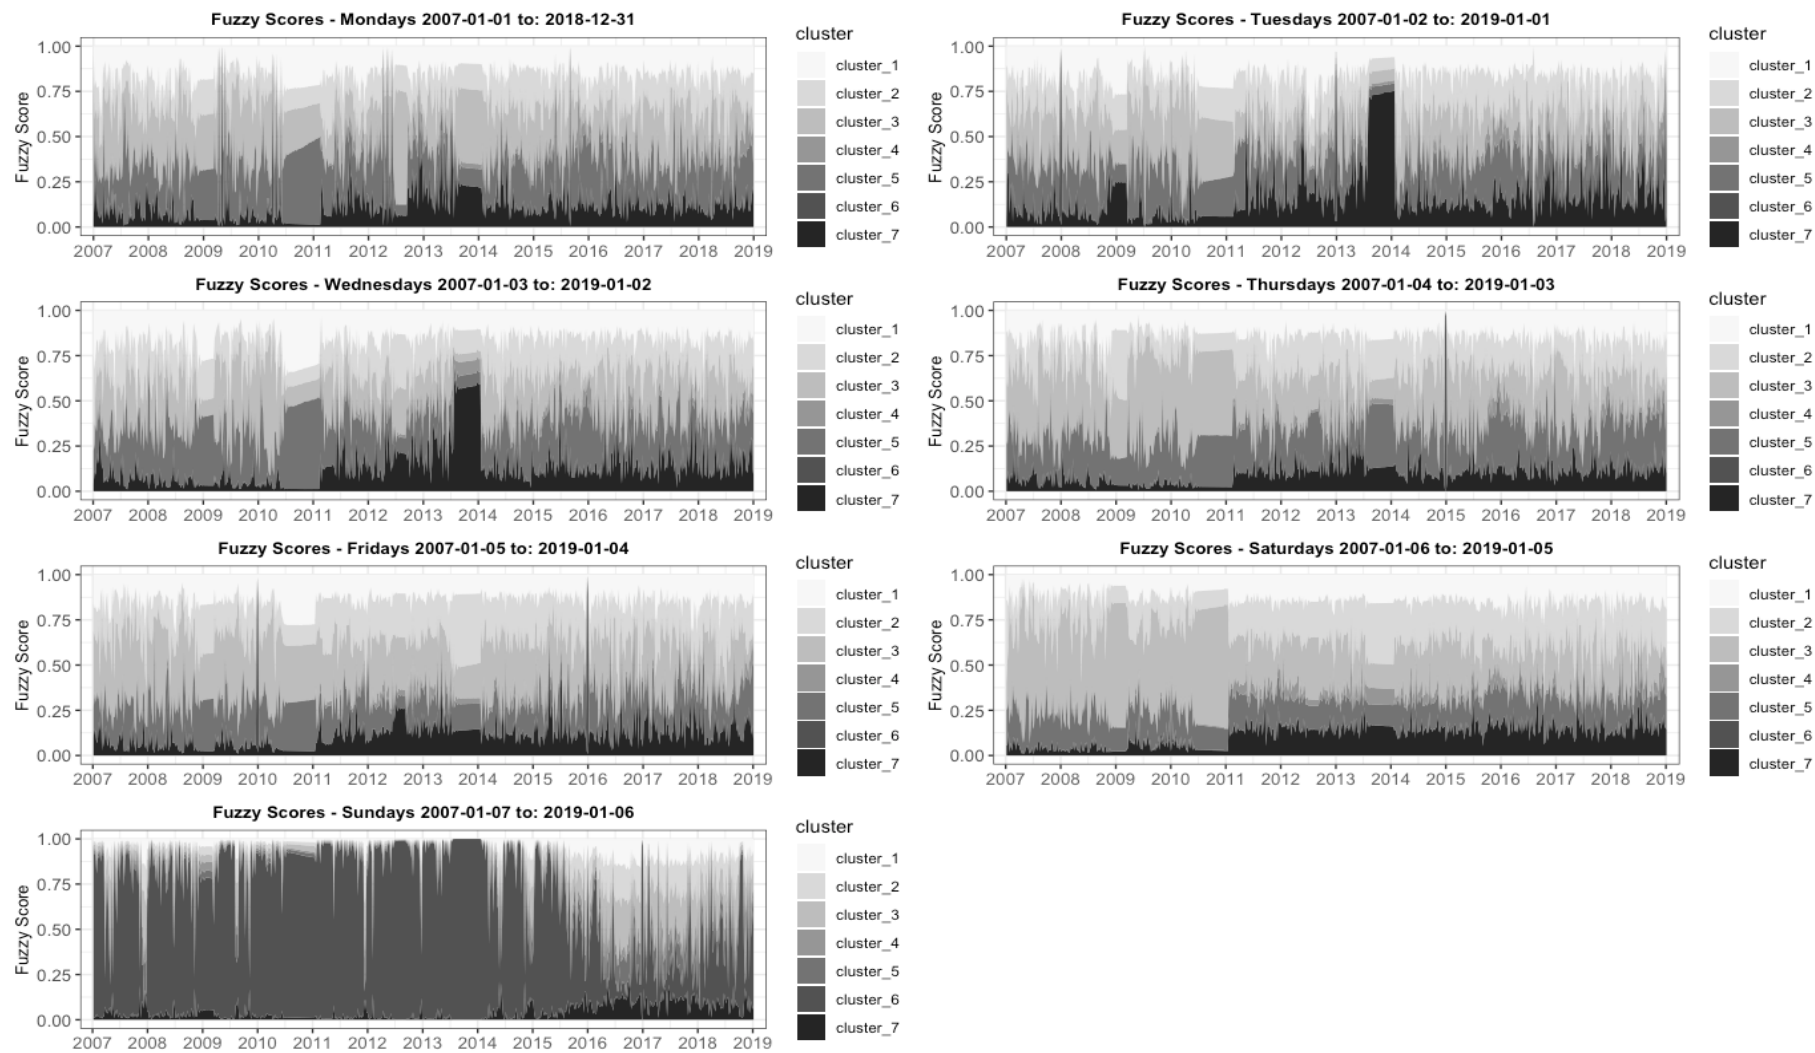 Fuzzy Scores - Mondays 2007-01-01 to: 2018-12-31
Fuzzy Score
1.00
0.75
0.50
0.25
0.00
2007 2008 2009 2010 2011 2012 2013 2014 2015 2016 2017 2018 2019
cluster
cluster_1
cluster_2
cluster_3
cluster_4
cluster_5
cluster_6
cluster_7
Fuzzy Scores - Tuesdays 2007-01-02 to: 2019-01-01
Fuzzy Score
1.00
0.75
0.50
0.25
0.00
2007 2008 2009 2010 2011 2012 2013 2014 2015 2016 2017 2018 2019
cluster
cluster_1
cluster_2
cluster_3
cluster_4
cluster_5
cluster_6
cluster_7
Fuzzy Scores - Wednesdays 2007-01-03 to: 2019-01-02
Fuzzy Score
1.00
0.75
0.50
0.25
0.00
2007 2008 2009 2010 2011 2012 2013 2014 2015 2016 2017 2018 2019
cluster
cluster_1
cluster_2
cluster_3
cluster_4
cluster_5
cluster_6
cluster_7
Fuzzy Scores - Thursdays 2007-01-04 to: 2019-01-03
Fuzzy Score
1.00
0.75
0.50
0.25
0.00
2007 2008 2009 2010 2011 2012 2013 2014 2015 2016 2017 2018 2019
cluster
cluster_1
cluster_2
cluster_3
cluster_4
cluster_5
cluster_6
cluster_7
Fuzzy Scores - Fridays 2007-01-05 to: 2019-01-04
Fuzzy Score
1.00
0.75
0.50
0.25
0.00
2007 2008 2009 2010 2011 2012 2013 2014 2015 2016 2017 2018 2019
cluster
cluster_1
cluster_2
cluster_3
cluster_4
cluster_5
cluster_6
cluster_7
Fuzzy Scores - Saturdays 2007-01-06 to: 2019-01-05
Fuzzy Score
1.00
0.75
0.50
0.25
0.00
2007 2008 2009 2010 2011 2012 2013 2014 2015 2016 2017 2018 2019
cluster
cluster_1
cluster_2
cluster_3
cluster_4
cluster_5
cluster_6
cluster_7
Fuzzy Scores - Sundays 2007-01-07 to: 2019-01-06
Fuzzy Score
1.00
0.75
0.50
0.25
0.00
2007 2008 2009 2010 2011 2012 2013 2014 2015 2016 2017 2018 2019
cluster
cluster_1
cluster_2
cluster_3
cluster_4
cluster_5
cluster_6
cluster_7